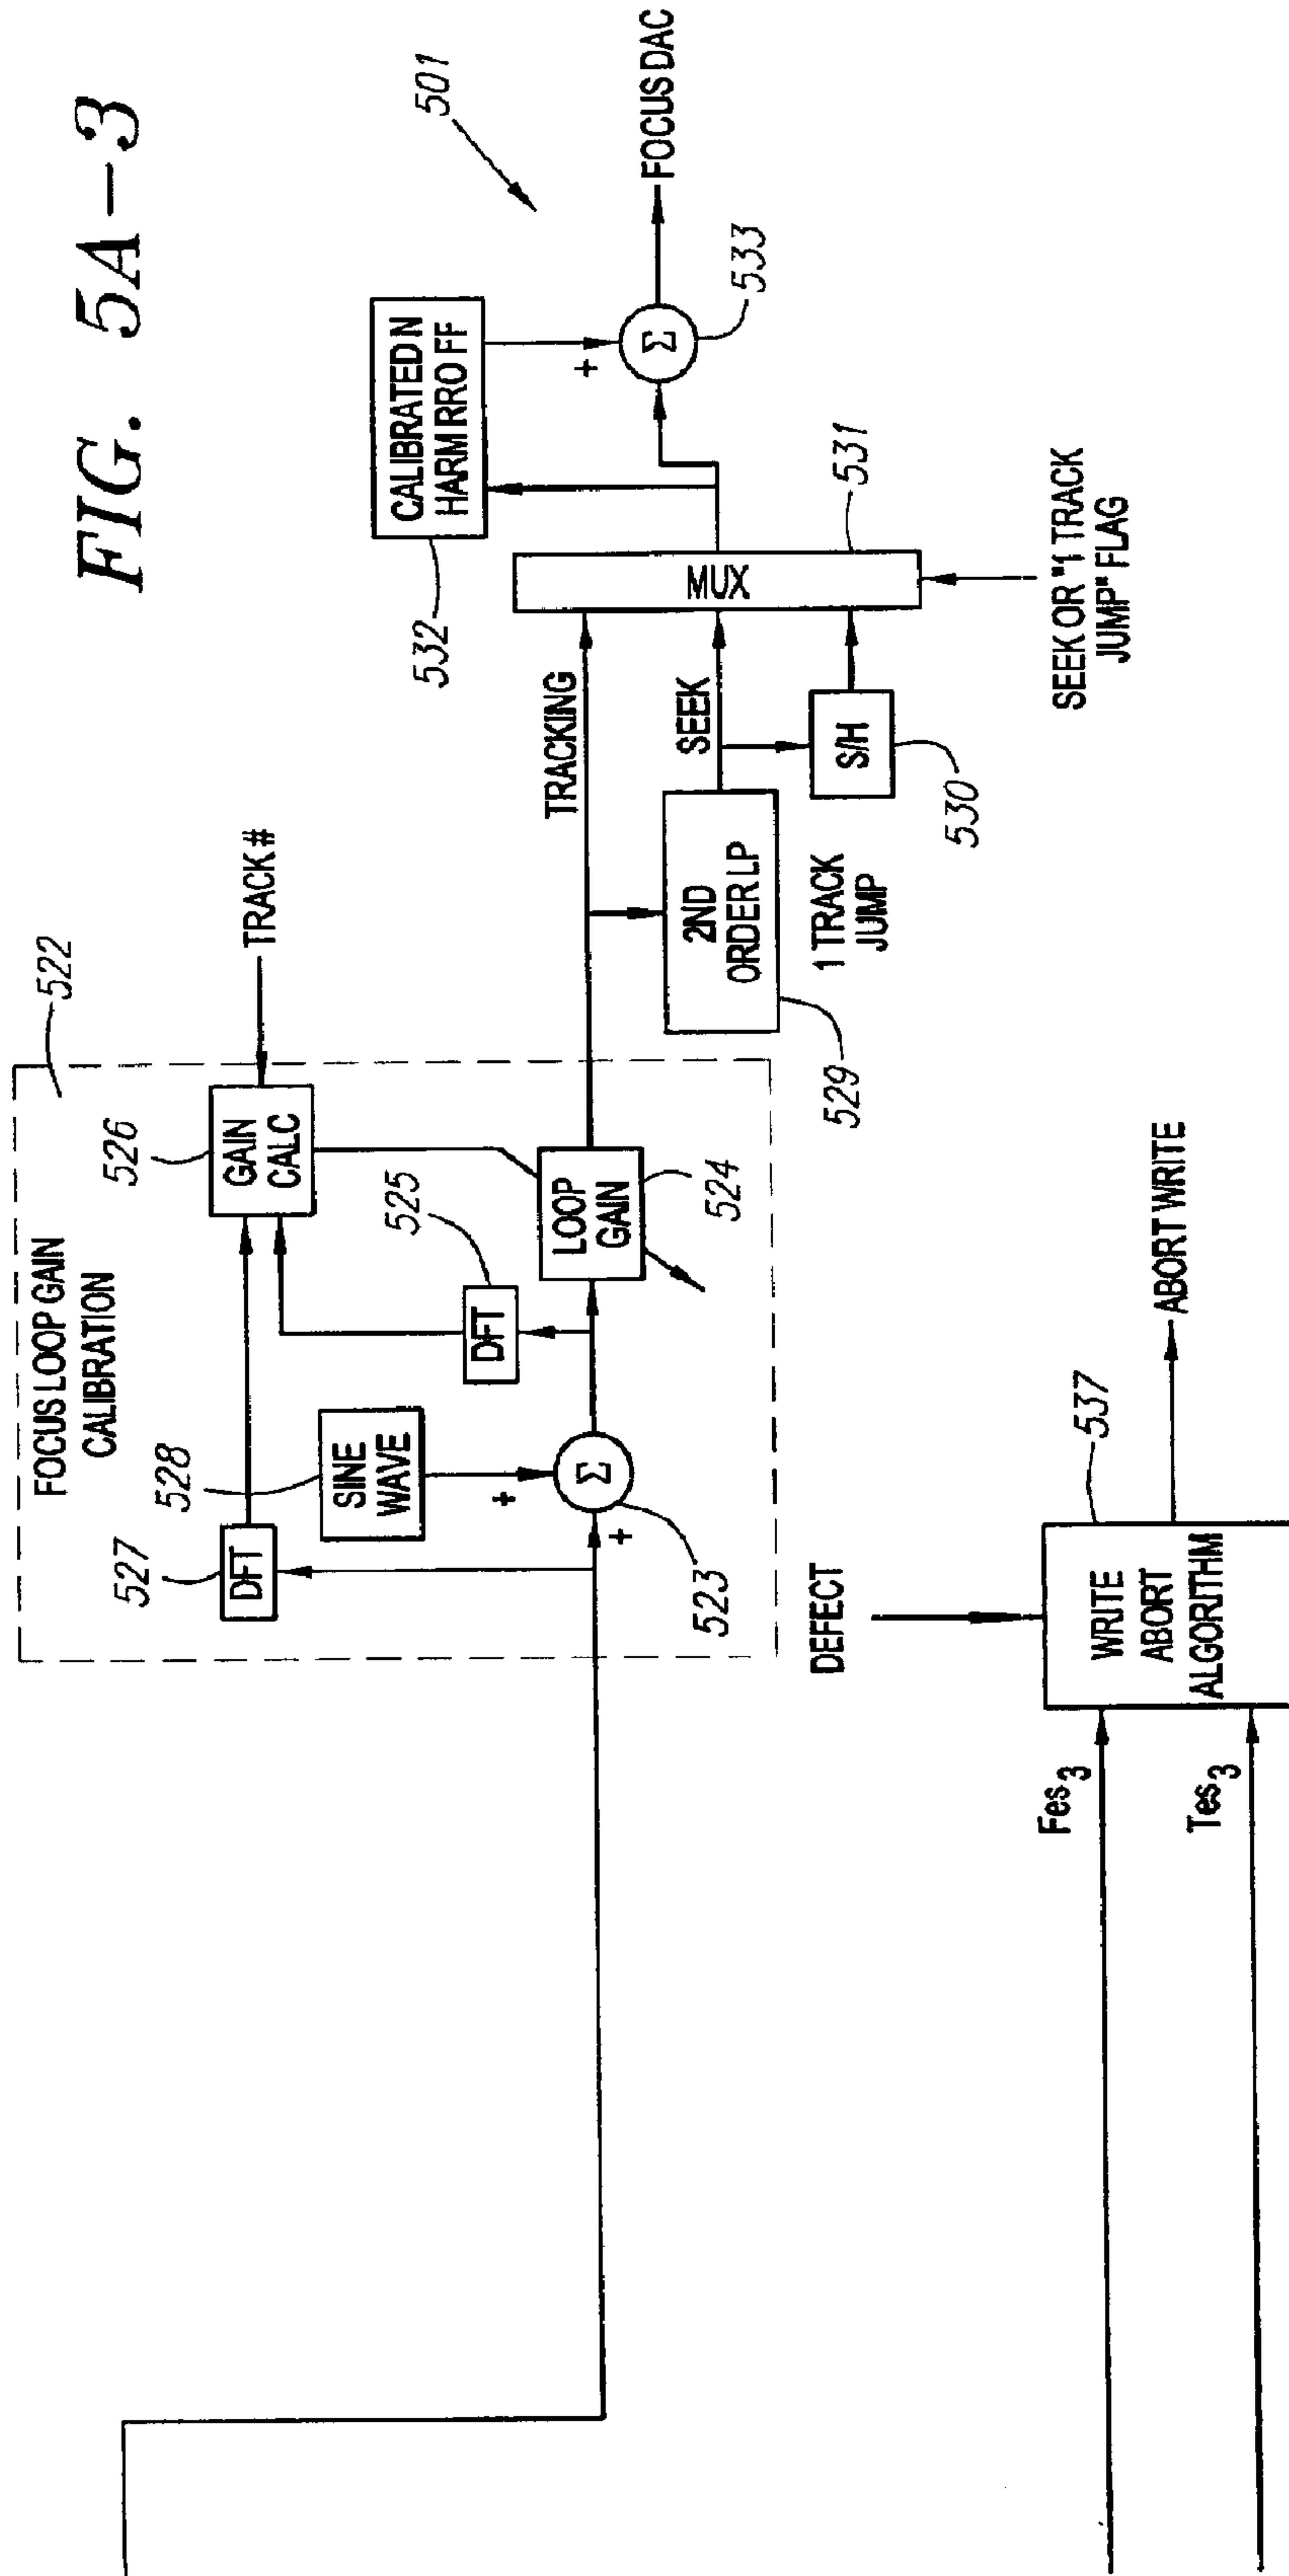 FIG. 5A-3
501
522
TRACK #
FOCUS LOOP GAIN
CALIBRATION
526
GAIN
CALC
525
527
DFT
528
SINE
WAVE
DFT
LOOP
GAIN
524
+
Σ
+
523
TRACKING
2ND
ORDER LP
529
1 TRACK
JUMP
SEEK
S/H
530
MUX
531
SEEK OR "1 TRACK
JUMP" FLAG
532
CALIBRATED N
HARM RRO FF
+
Σ
533
FOCUS DAC
DEFECT
537
WRITE
ABORT
ALGORITHM
ABORT WRITE
Fes3
Tes3